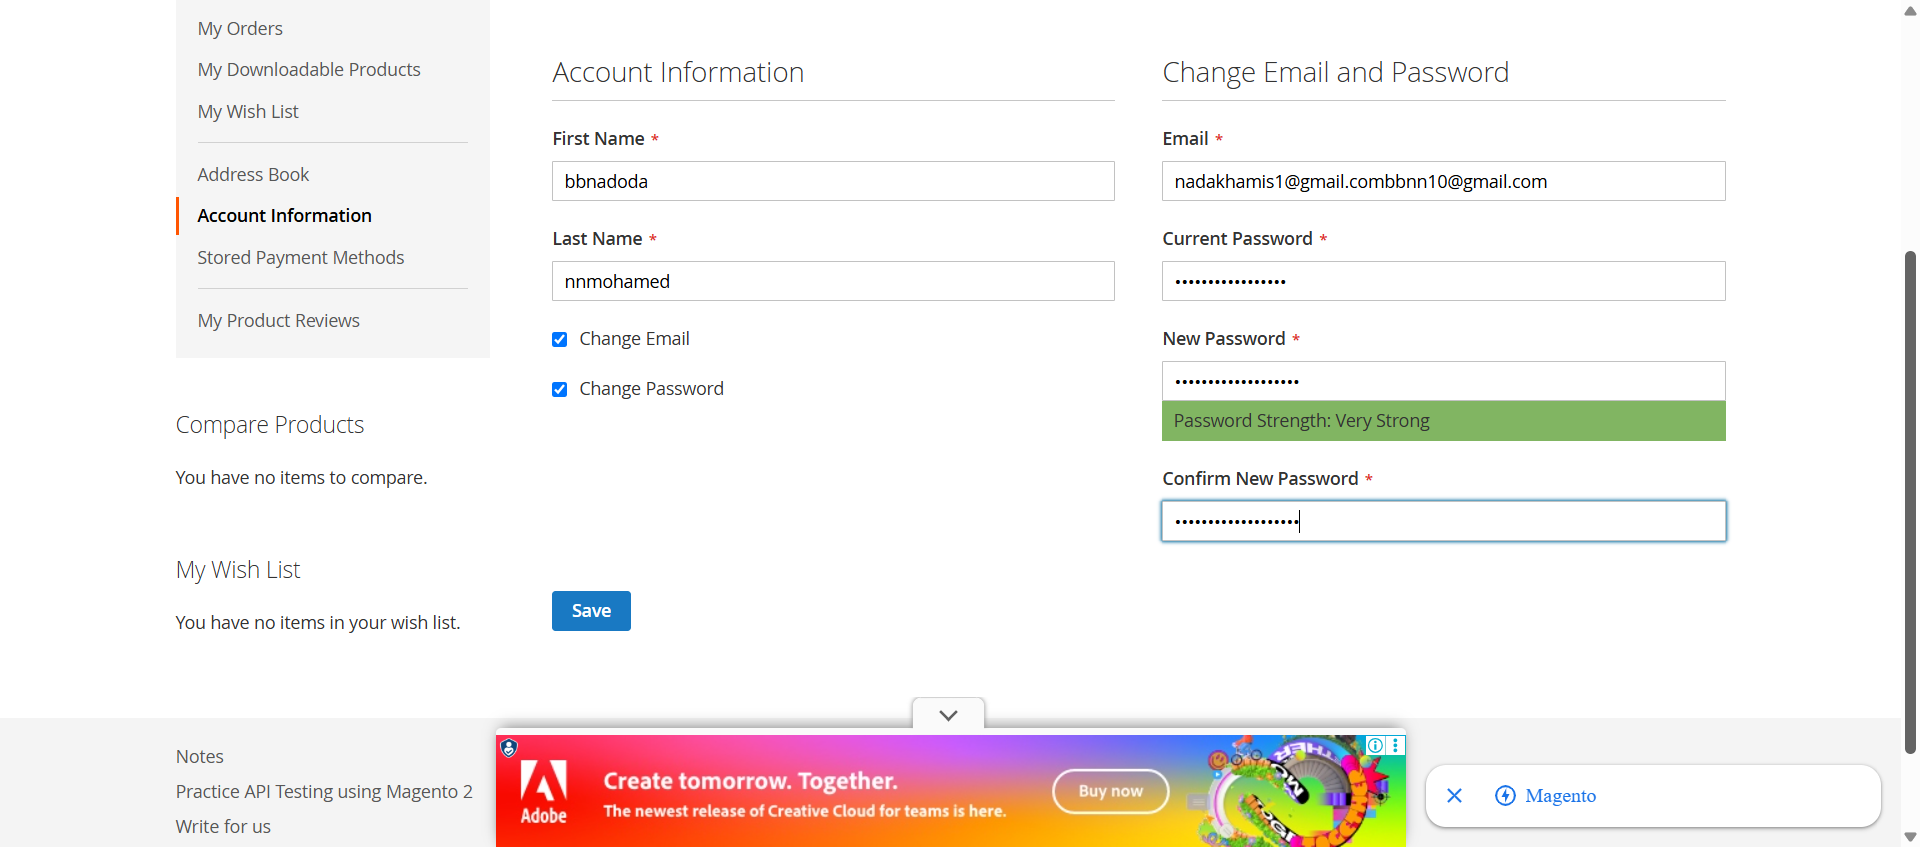 My Orders
My Downloadable Products
My Wish List
Address Book
Account Information
Stored Payment Methods
My Product Reviews
Compare Products
You have no items to compare.
My Wish List
You have no items in your wish list.
Account Information
First Name *
bbnadoda
Last Name *
nnmohamed
Change Email
Change Password
Save
Change Email and Password
Email *
nadakhamis1@gmail.combbnn10@gmail.com
Current Password *
•••••••••••••••••
New Password *
•••••••••••••••••••
Password Strength: Very Strong
Confirm New Password *
•••••••••••••••••••
Notes
Practice API Testing using Magento 2
Write for us
Adobe
Create tomorrow. Together.
The newest release of Creative Cloud for teams is here.
Buy now
Magento